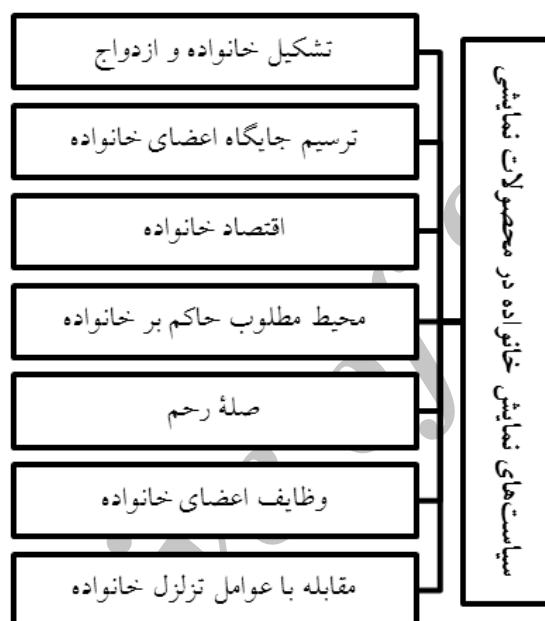 سیاست‌های نمایش خانواده در محصولات نمایشی
تشکیل خانواده و ازدواج
ترسیم جایگاه اعضای خانواده
اقتصاد خانواده
محیط مطلوب حاکم بر خانواده
صلۀ رحم
وظایف اعضای خانواده
مقابله با عوامل تزلزل خانواده